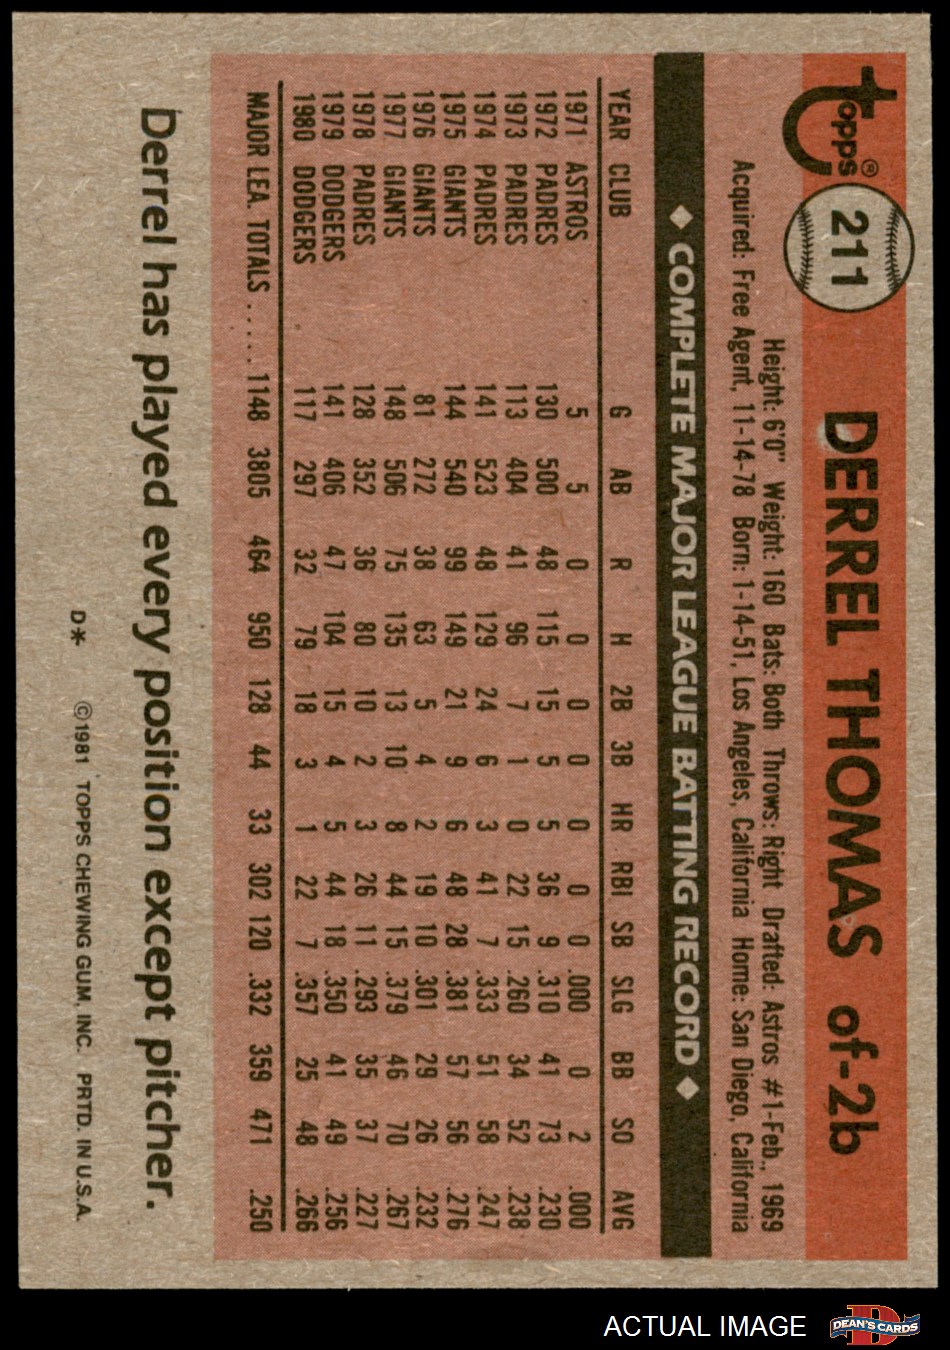 Topps®
211
DERREL THOMAS of-2b
Height: 6'0" Weight: 160 Bats: Both Throws: Right Drafted: Astros #1-Feb., 1969
Acquired: Free Agent, 11-14-78 Born: 1-14-51, Los Angeles, California Home: San Diego, California
◆ COMPLETE MAJOR LEAGUE BATTING RECORD ◆
YEAR CLUB G AB R H 2B 3B HR RBI SB SLG BB SO AVG
1971 ASTROS 5 5 0 0 0 0 0 0 0 .000 0 2 .000
1972 PADRES 130 500 48 115 15 5 5 36 9 .310 41 73 .230
1973 PADRES 113 404 41 96 7 1 0 22 15 .260 34 52 .238
1974 PADRES 141 523 48 129 24 6 3 41 7 .333 51 58 .247
1975 GIANTS 144 540 99 149 21 9 6 48 28 .381 57 56 .276
1976 GIANTS 81 272 38 63 5 4 2 19 10 .301 29 26 .232
1977 GIANTS 148 506 75 135 13 10 8 44 15 .379 46 70 .267
1978 PADRES 128 352 36 80 10 2 3 26 11 .293 35 37 .227
1979 DODGERS 141 406 47 104 15 4 5 44 18 .350 41 49 .256
1980 DODGERS 117 297 32 79 18 3 1 22 7 .357 25 48 .266
MAJOR LEA. TOTALS ..... 1148 3805 464 950 128 44 33 302 120 .332 359 471 .250
Derrel has played every position except pitcher.
D* ©1981 TOPPS CHEWING GUM, INC. PRTD. IN U.S.A.
ACTUAL IMAGE
D
DEAN'S CARDS